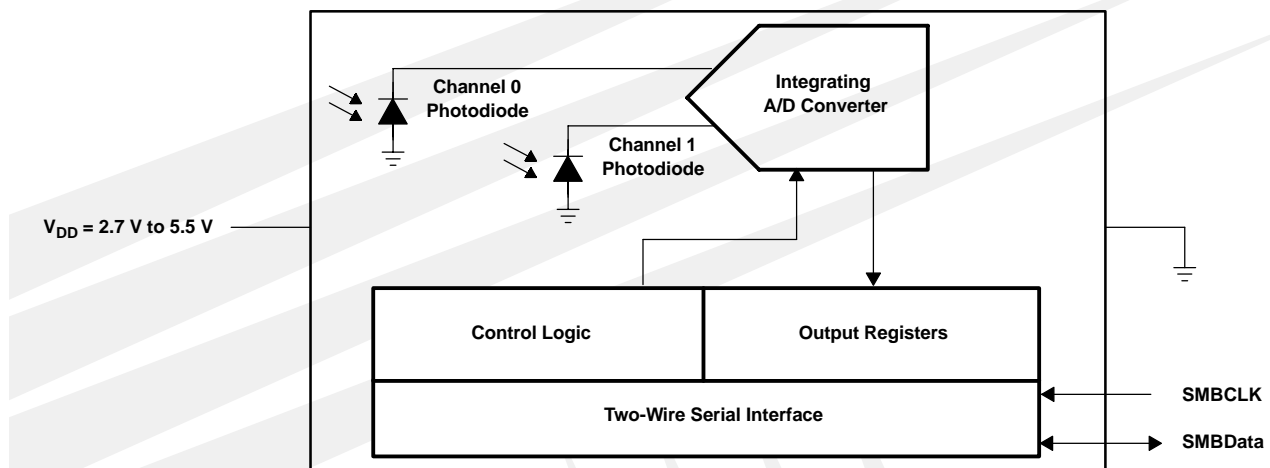 Channel 0
Photodiode
Integrating
A/D Converter
Channel 1
Photodiode
VDD = 2.7 V to 5.5 V
Control Logic
Output Registers
Two-Wire Serial Interface
SMBCLK
SMBData